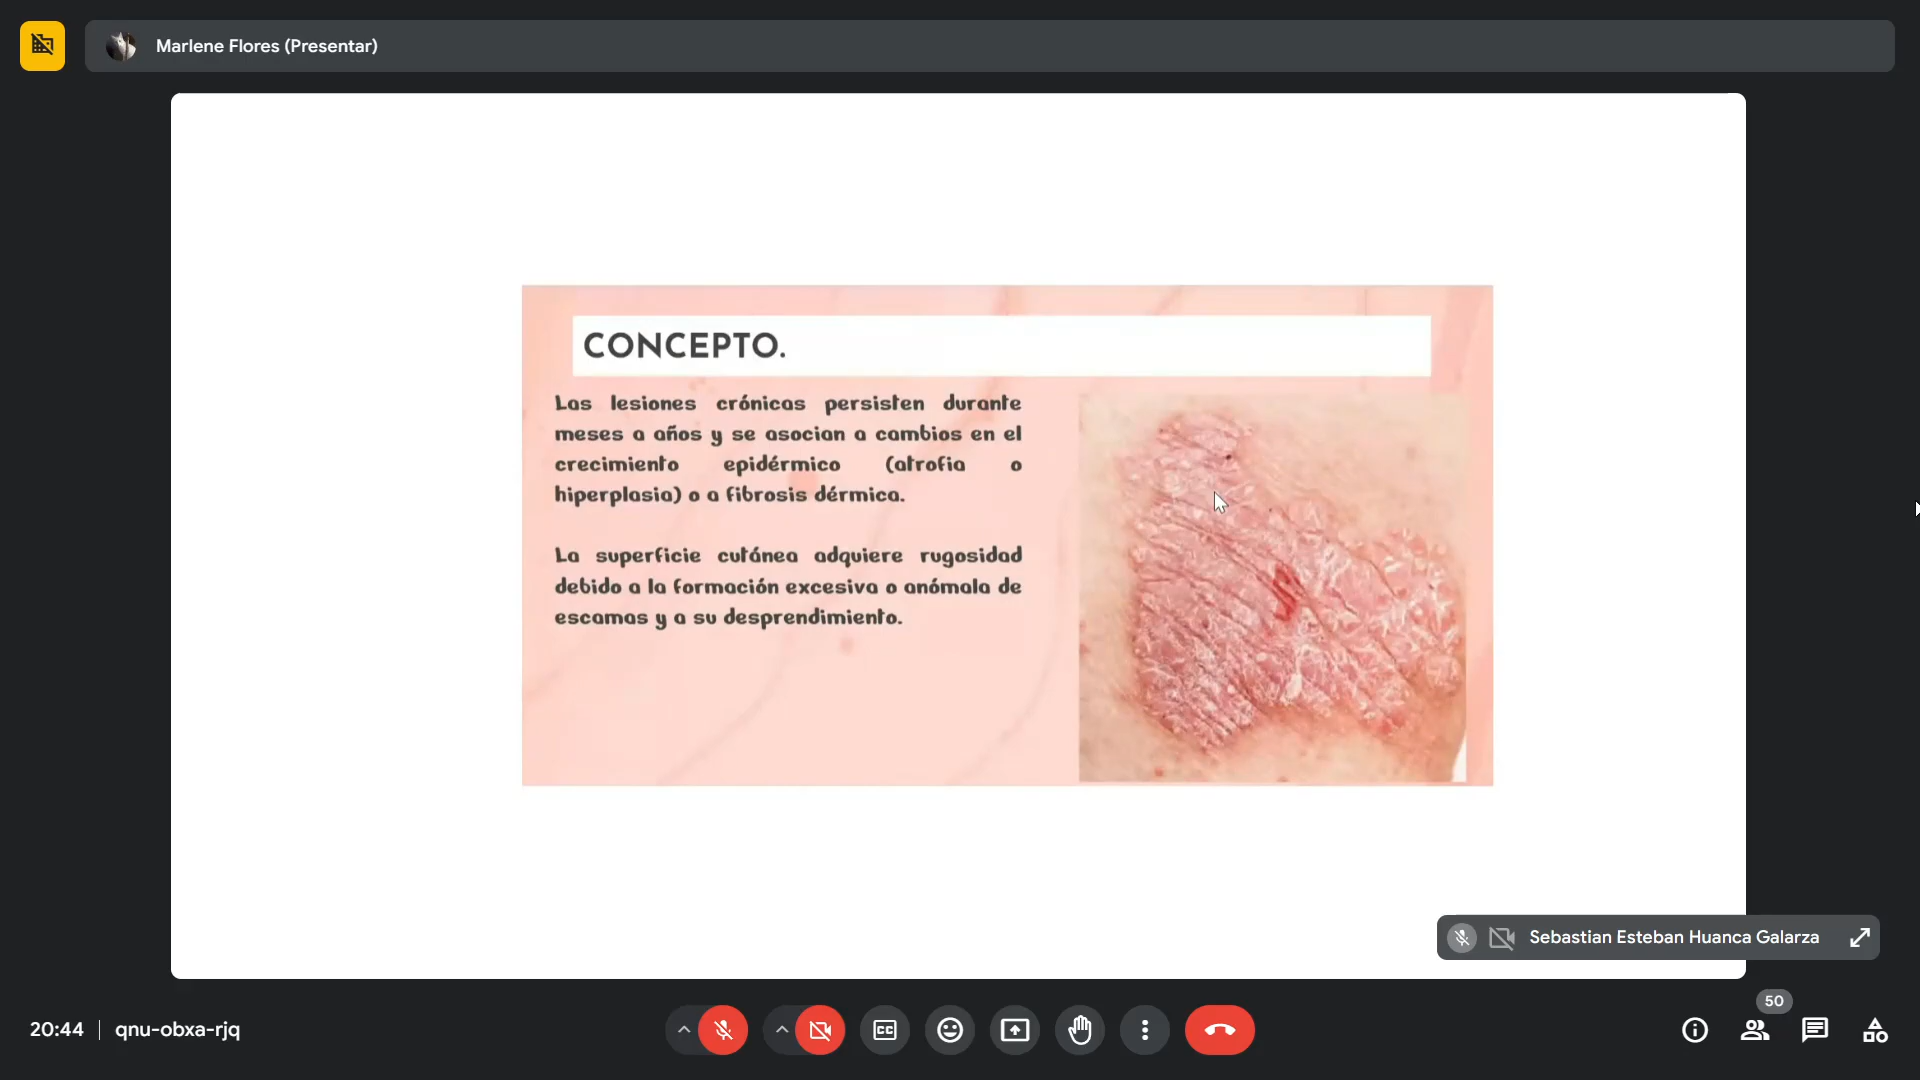 Marlene Flores (Presentar)
CONCEPTO.
Las lesiones crónicas persisten durante
meses a años y se asocian a cambios en el
crecimiento epidérmico (atrofia o
hiperplasia) o a fibrosis dérmica.
La superficie cutánea adquiere rugosidad
debido a la formación excesiva o anómala de
escamas y a su desprendimiento.
Sebastian Esteban Huanca Galarza
50
20:44 | qnu-obxa-rjq
CC